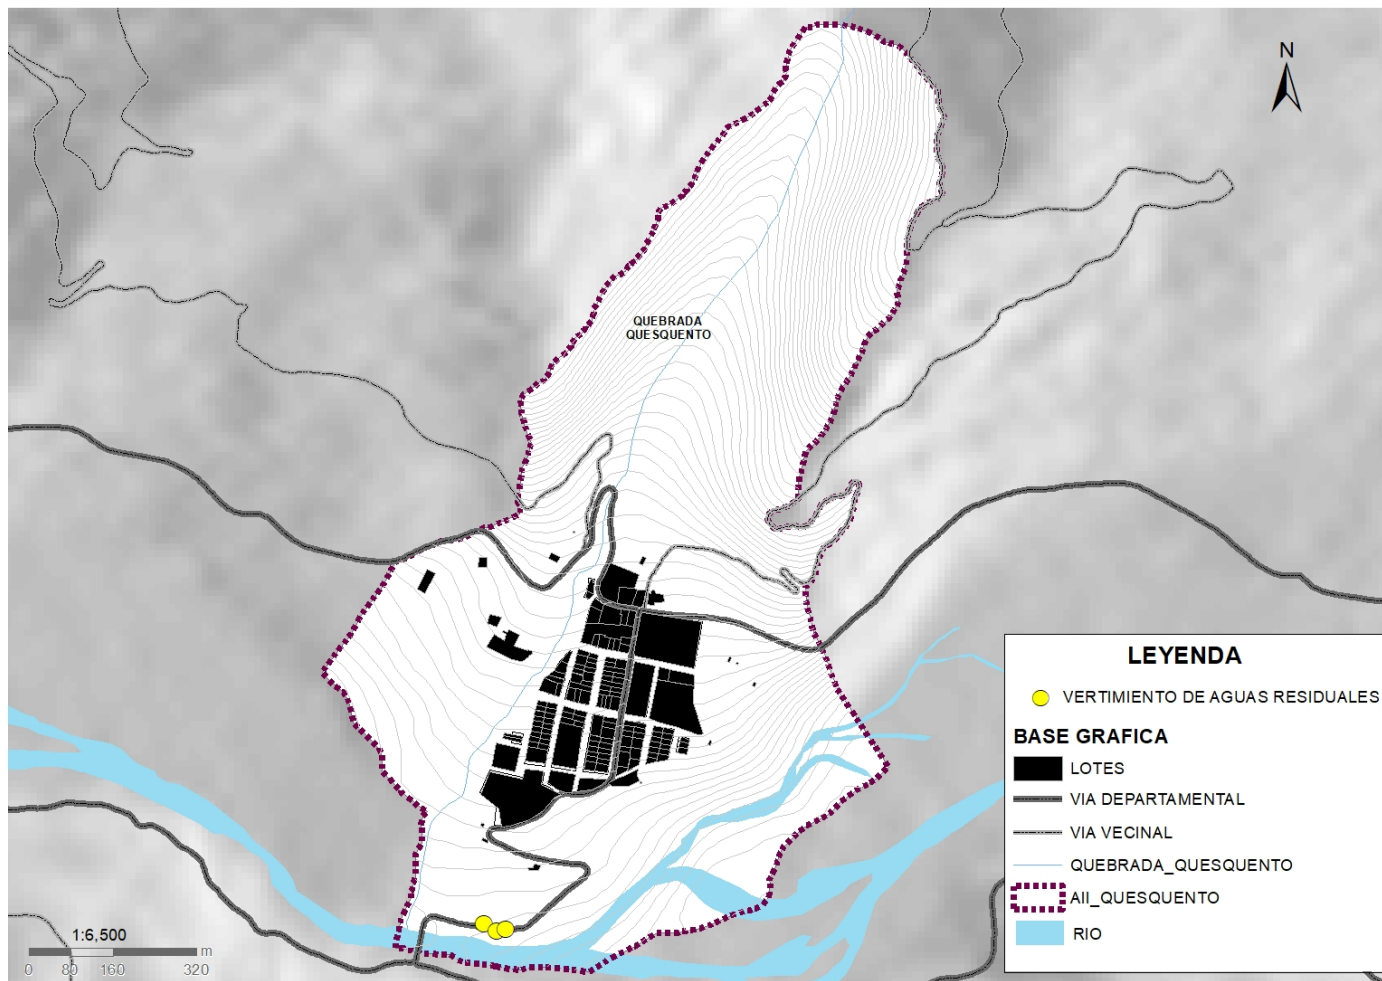 N
QUEBRADA
QUESQUENTO
LEYENDA
VERTIMIENTO DE AGUAS RESIDUALES
BASE GRAFICA
LOTES
VIA DEPARTAMENTAL
VIA VECINAL
QUEBRADA_QUESQUENTO
AII_QUESQUENTO
RIO
1:6,500
m
0 80 160 320